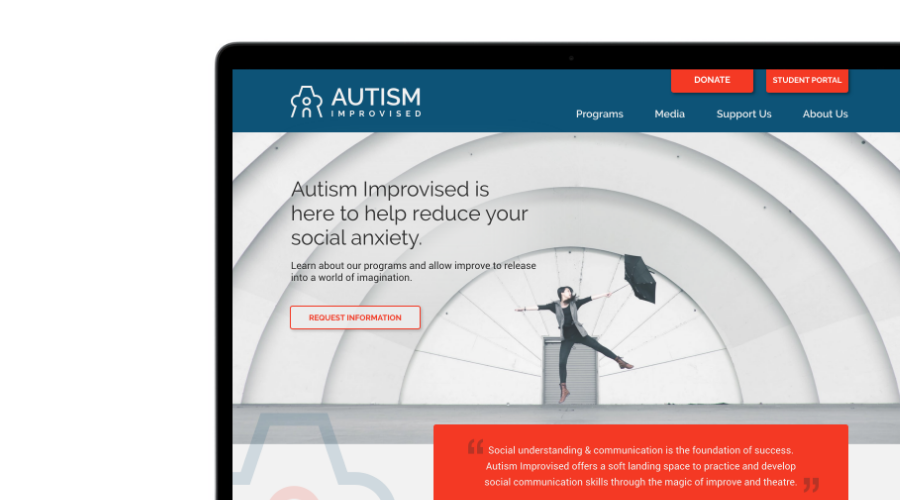 DONATE
STUDENT PORTAL
AUTISM
IMPROVISED
Programs
Media
Support Us
About Us
Autism Improvised is
here to help reduce your
social anxiety.
Learn about our programs and allow improve to release
into a world of imagination.
REQUEST INFORMATION
“ Social understanding & communication is the foundation of success.
Autism Improvised offers a soft landing space to practice and develop
social communication skills through the magic of improve and theatre. ”